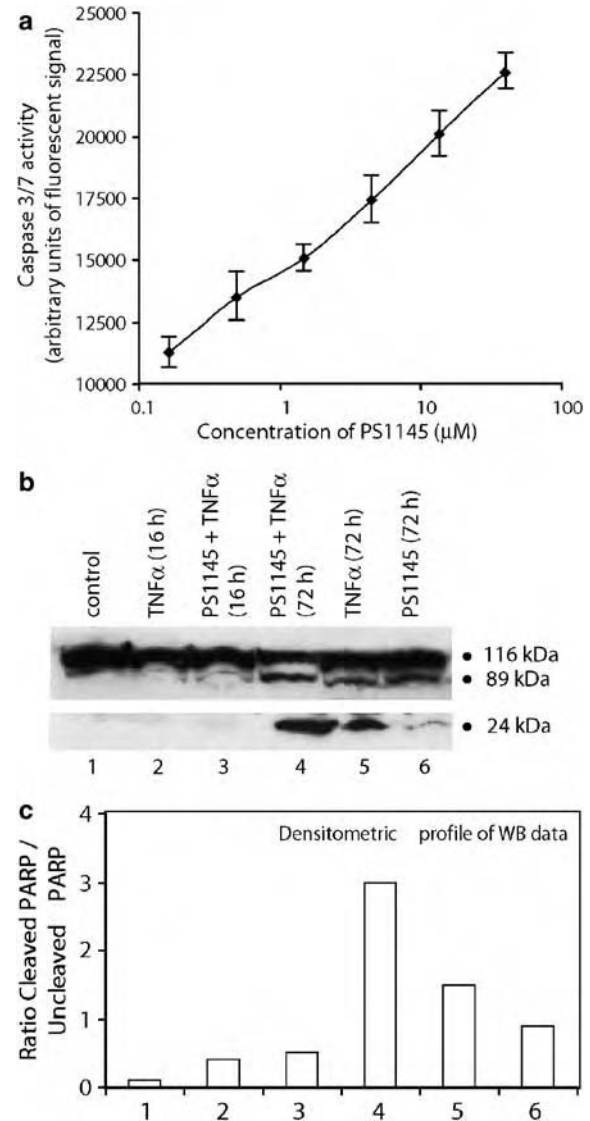 a
Caspase 3/7 activity
(arbitrary units of fluorescent signal)
22500
20000
17500
15000
12500
10000
0.1
1
10
100
Concentration of PS1145 (μM)
b
control
TNFα (16 h)
PS1145 + TNFα
(16 h)
PS1145 + TNFα
(72 h)
TNFα (72 h)
PS1145 (72 h)
• 116 kDa
• 89 kDa
• 24 kDa
1 2 3 4 5 6
c
Densitometric profile of WB data
Ratio Cleaved PARP /
Uncleaved PARP
4
3
2
1
0
1 2 3 4 5 6